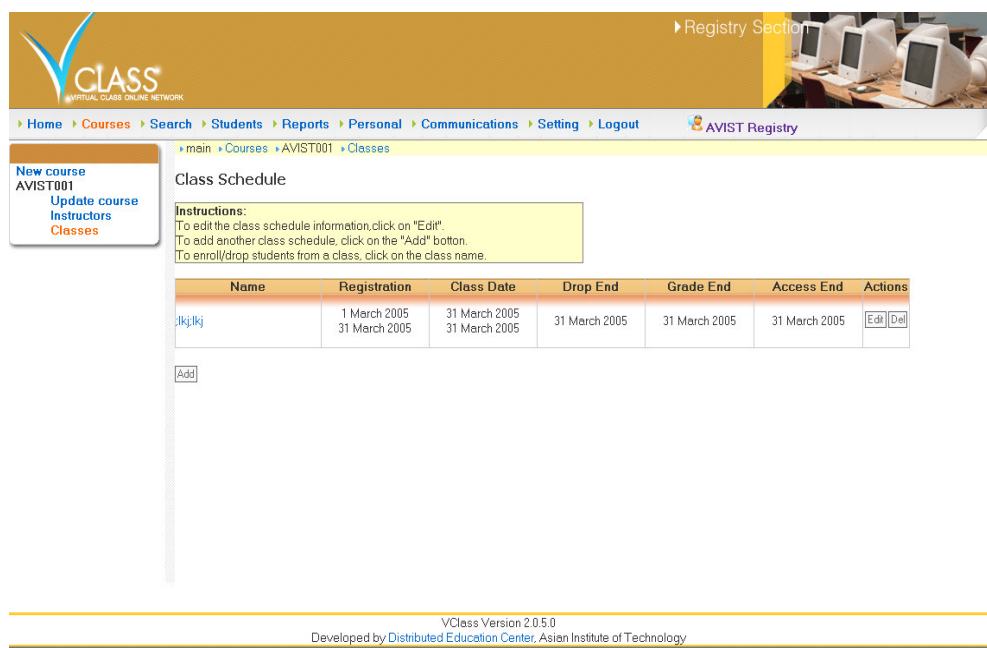 Registry Section
VCLASS
VIRTUAL CLASS ONLINE NETWORK
Home Courses Search Students Reports Personal Communications Setting Logout AVIST Registry
main Courses AVIST001 Classes
New course
AVIST001
Update course
Instructors
Classes
Class Schedule
Instructions:
To edit the class schedule information,click on "Edit".
To add another class schedule, click on the "Add" botton.
To enroll/drop students from a class, click on the class name.
Name Registration Class Date Drop End Grade End Access End Actions
;lkj;lkj 1 March 2005 31 March 2005 31 March 2005 31 March 2005 31 March 2005 Edit Del
31 March 2005 31 March 2005
Add
VClass Version 2.0.5.0
Developed by Distributed Education Center, Asian Institute of Technology